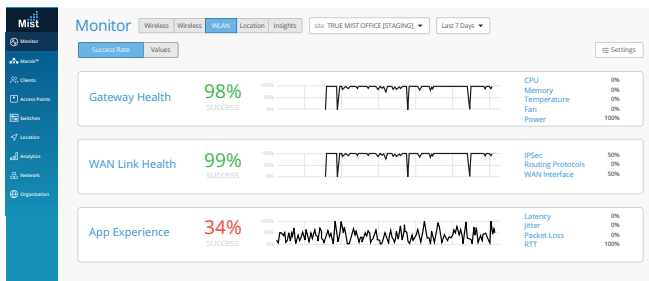 Mist
Monitor Wireless Wireless WLAN Location Insights site TRUE MIST OFFICE [STAGING] Last 7 Days
Monitor
Success Rate Values Settings
Marvis™
Clients
Access Points
Switches
Location
Analytics
Network
Organization
Gateway Health 98% success
100%
50%
0%
CPU 0%
Memory 0%
Temperature 0%
Fan 0%
Power 100%
WAN Link Health 99% success
100%
50%
0%
IPSec 50%
Routing Protocols 0%
WAN Interface 50%
App Experience 34% success
100%
50%
0%
Latency 0%
Jitter 0%
Packet Loss 0%
RTT 100%